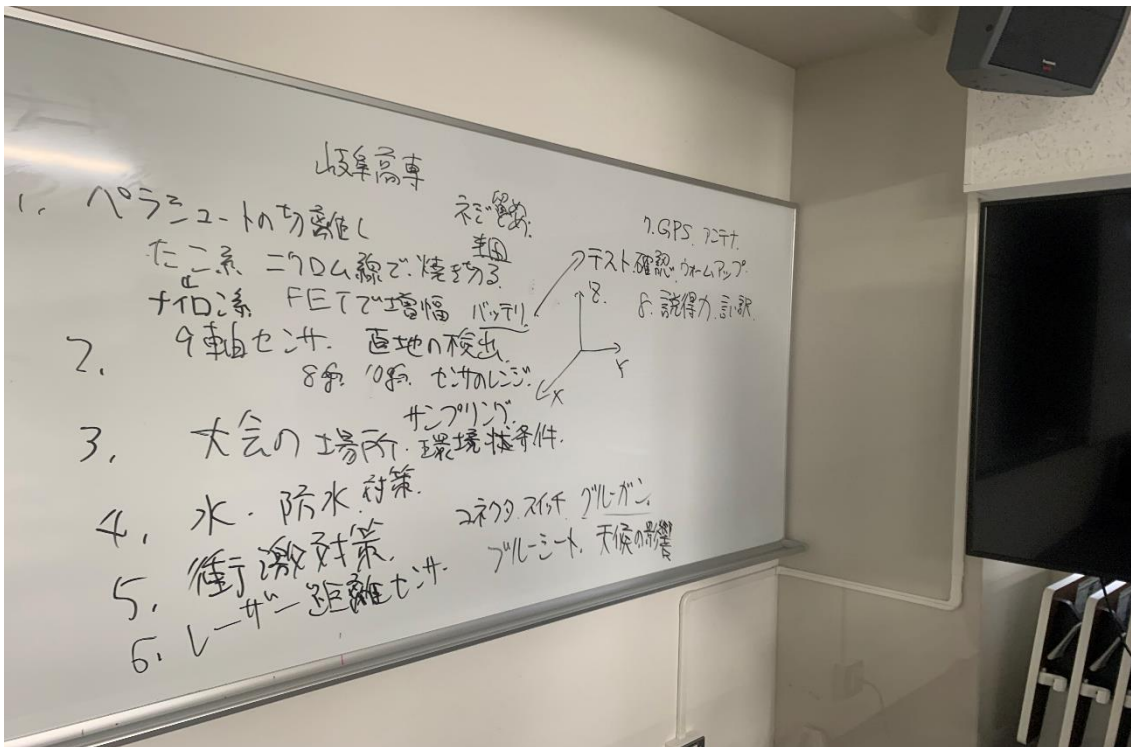 岐阜高専
1. パラシュートの切離し ネジ留め.
たこ糸 ニクロム線で.焼き切る
ナイロン糸 FETで増幅 バッテリ
2. 9軸センサ. 着地の検出
8の 10の センサのレンジ.
サンプリング.
3. 大会の場所.環境条件.
4. 水・防水.対策.
コネクタ スイッチ グルーガン.
5. 衝激対策.
ブルーシート. 天候の影響
6. レーザー距離センサ.
7. GPS. アンテナ.
テスト.確認.ウォームアップ.
8. 説得力.言い訳
Z
Y
X
Panasonic